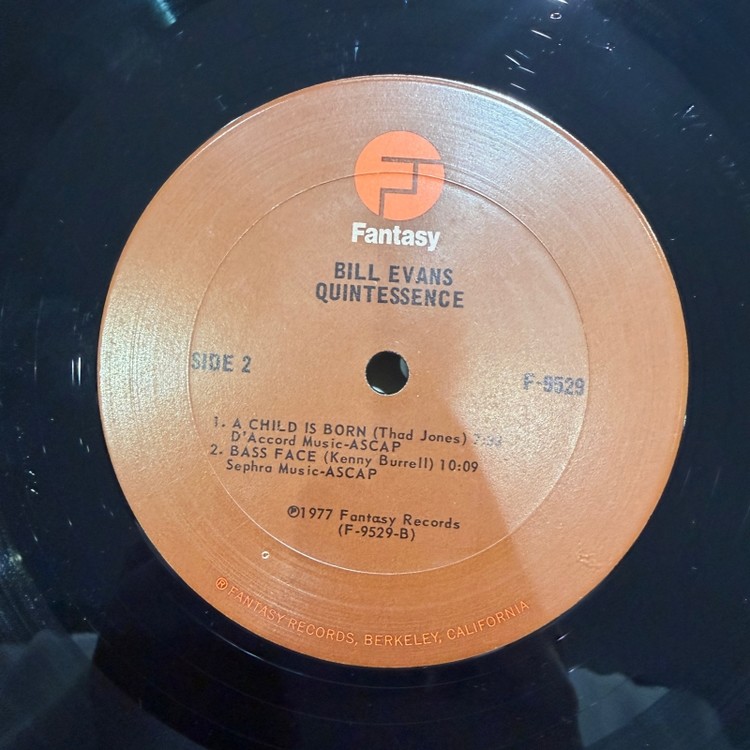 Fantasy
BILL EVANS
QUINTESSENCE
SIDE 2
F-9529
1. A CHILD IS BORN (Thad Jones)
D'Accord Music-ASCAP
2. BASS FACE (Kenny Burrell) 10:09
Sephra Music-ASCAP
℗1977 Fantasy Records
(F-9529-B)
® FANTASY RECORDS, BERKELEY, CALIFORNIA